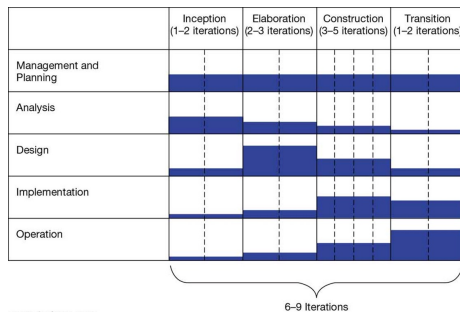 Inception
(1–2 iterations)
Elaboration
(2–3 iterations)
Construction
(3–5 iterations)
Transition
(1–2 iterations)
Management and
Planning
Analysis
Design
Implementation
Operation
6–9 Iterations